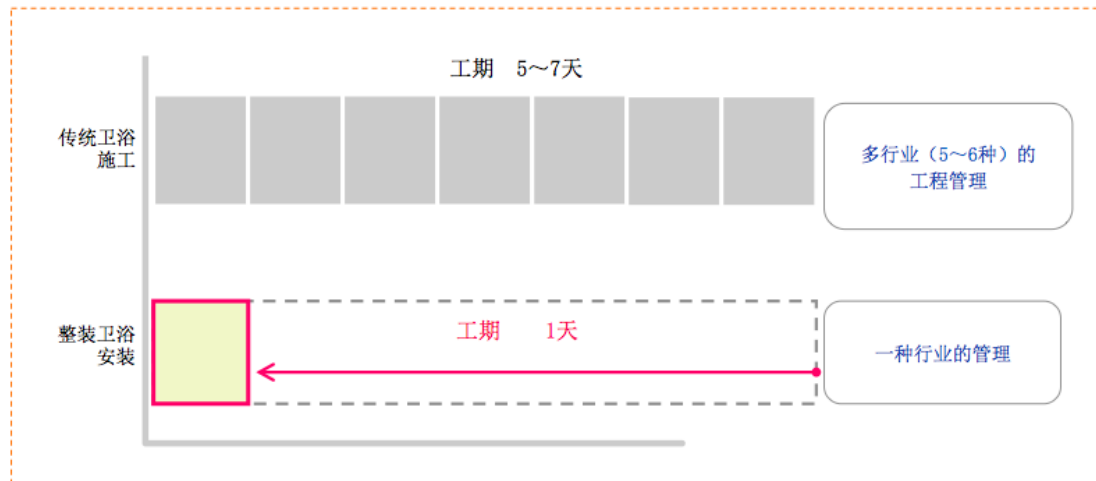 工期 5～7天
传统卫浴
施工
多行业（5～6种）的
工程管理
整装卫浴
安装
工期 1天
一种行业的管理